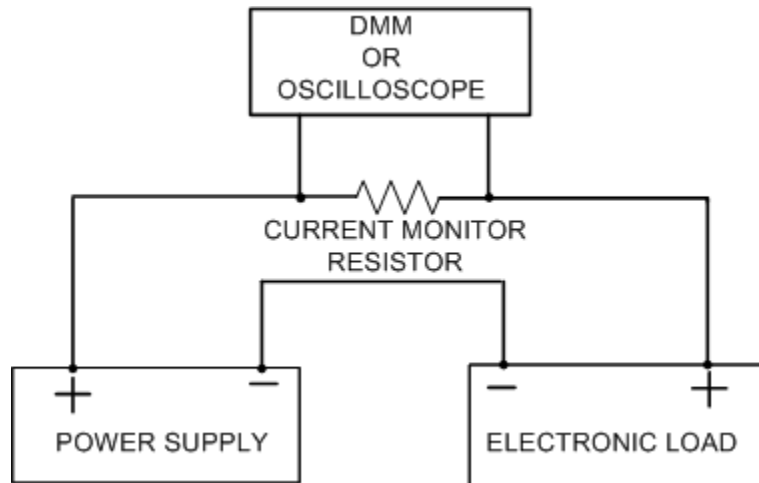 DMM
OR
OSCILLOSCOPE
CURRENT MONITOR
RESISTOR
+
−
−
+
POWER SUPPLY
ELECTRONIC LOAD